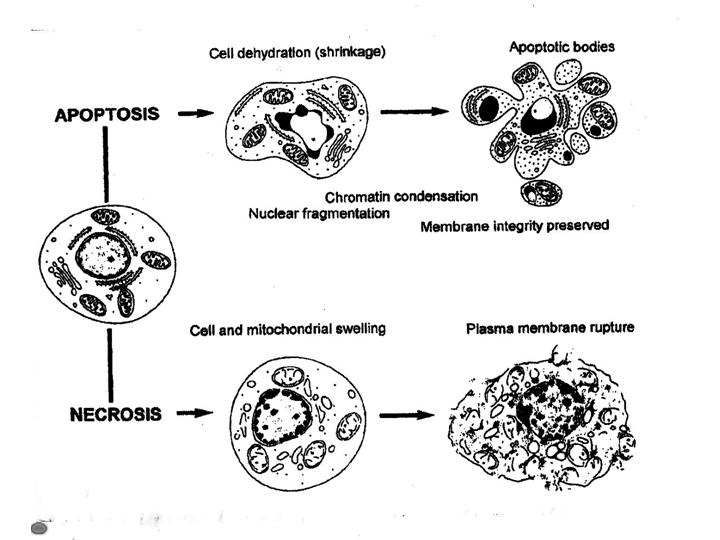 Cell dehydration (shrinkage)
Apoptotic bodies
APOPTOSIS
Chromatin condensation
Nuclear fragmentation
Membrane integrity preserved
Cell and mitochondrial swelling
Plasma membrane rupture
NECROSIS